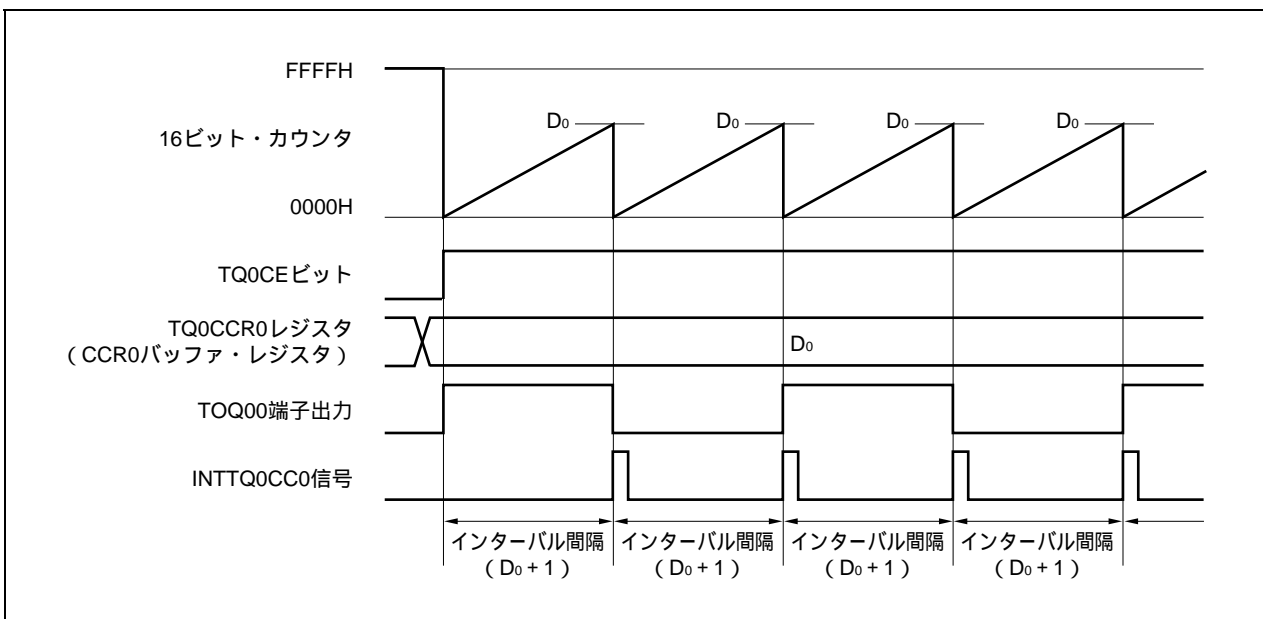 FFFFH
D0 D0 D0 D0
16ビット・カウンタ
0000H
TQ0CEビット
TQ0CCR0レジスタ
(CCR0バッファ・レジスタ)
D0
TOQ00端子出力
INTTQ0CC0信号
インターバル間隔 インターバル間隔 インターバル間隔 インターバル間隔
(D0+1) (D0+1) (D0+1) (D0+1)